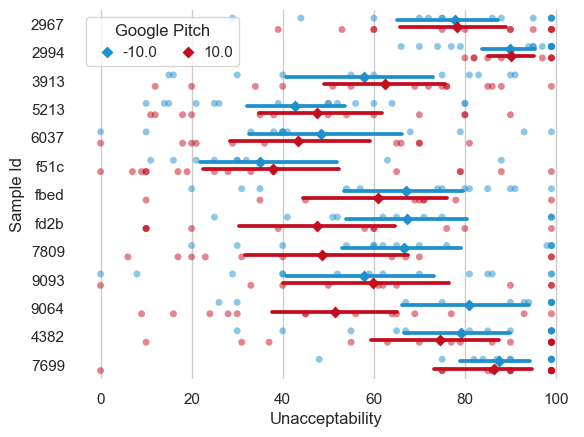 Google Pitch
-10.0 10.0
Sample Id
2967
2994
3913
5213
6037
f51c
fbed
fd2b
7809
9093
9064
4382
7699
0 20 40 60 80 100
Unacceptability